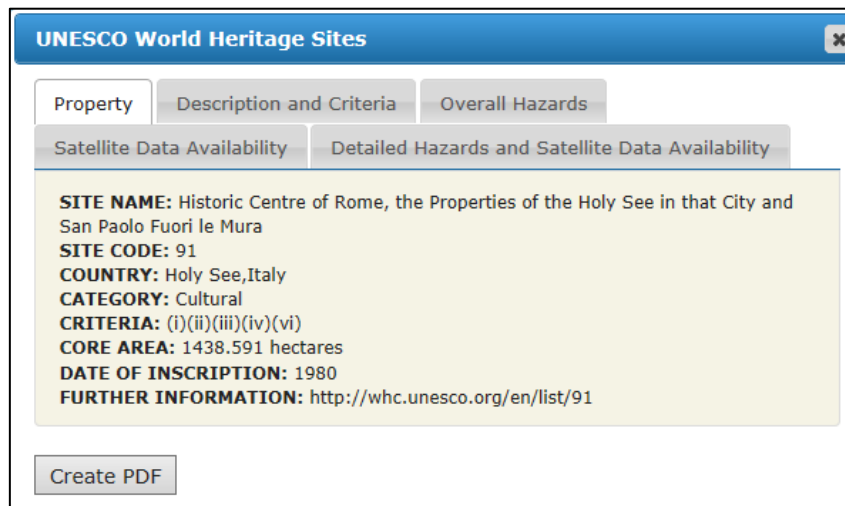 UNESCO World Heritage Sites
Property
Description and Criteria
Overall Hazards
Satellite Data Availability
Detailed Hazards and Satellite Data Availability
SITE NAME: Historic Centre of Rome, the Properties of the Holy See in that City and
San Paolo Fuori le Mura
SITE CODE: 91
COUNTRY: Holy See,Italy
CATEGORY: Cultural
CRITERIA: (i)(ii)(iii)(iv)(vi)
CORE AREA: 1438.591 hectares
DATE OF INSCRIPTION: 1980
FURTHER INFORMATION: http://whc.unesco.org/en/list/91
Create PDF